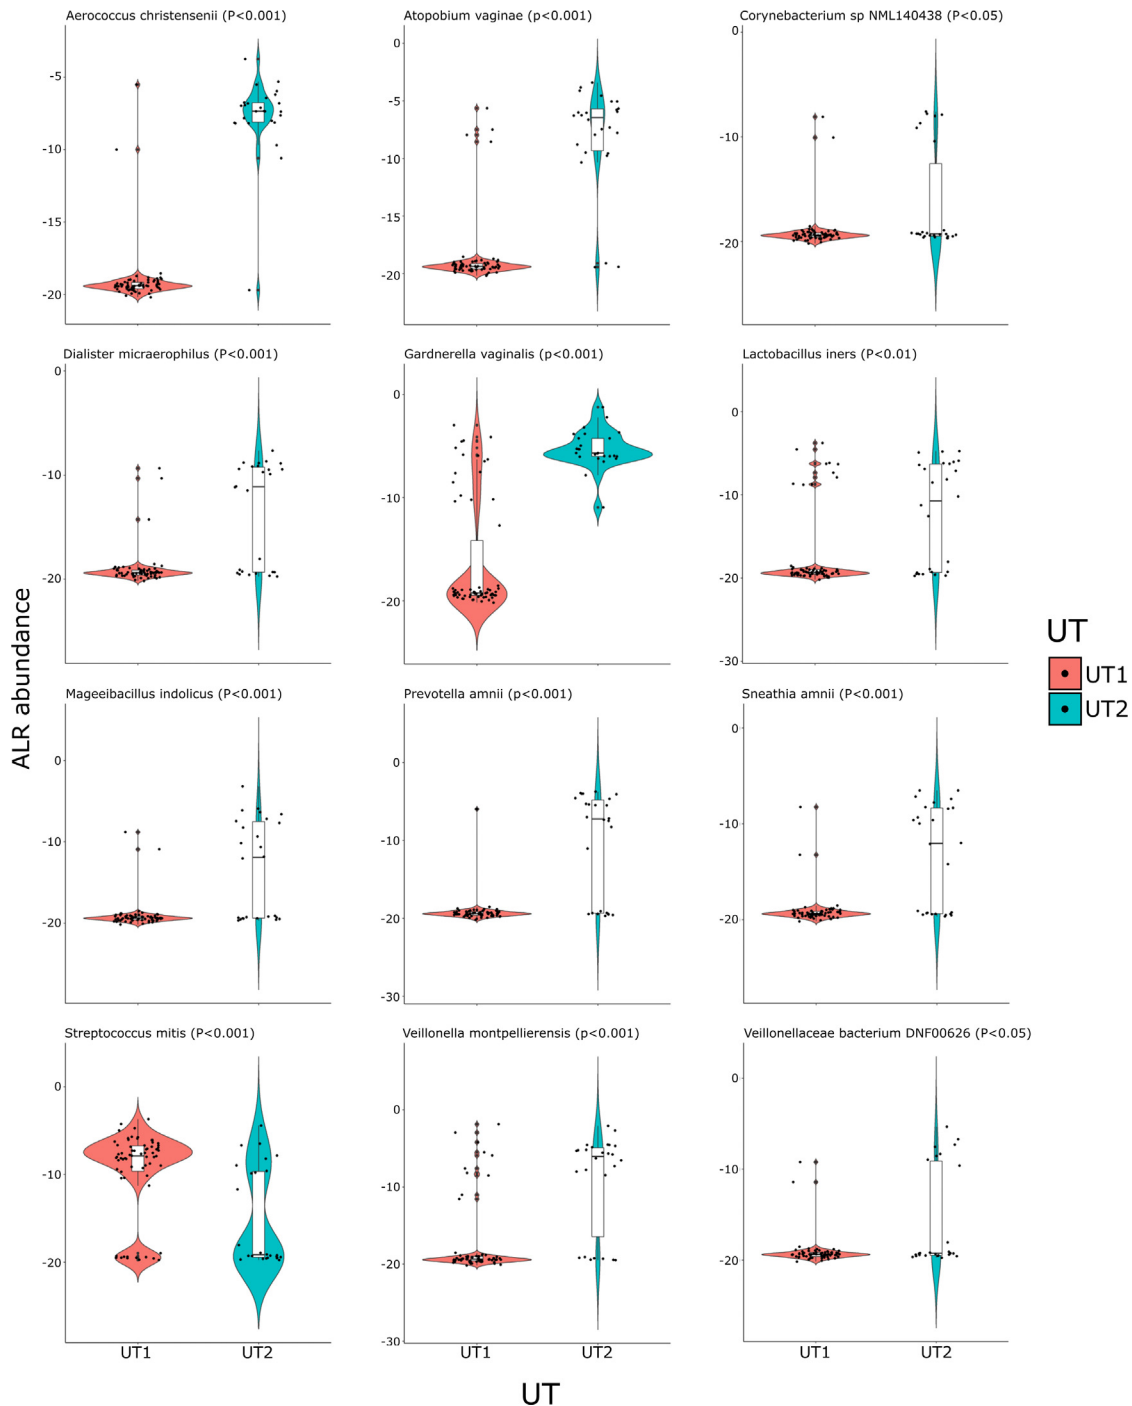 Aerococcus christensenii (P<0.001)
Atopobium vaginae (p<0.001)
Corynebacterium sp NML140438 (P<0.05)
-5
-10
-15
-20
0
-5
-10
-15
-20
0
-10
-20
Dialister micraerophilus (P<0.001)
Gardnerella vaginalis (p<0.001)
Lactobacillus iners (P<0.01)
0
-10
-20
0
-10
-20
0
-10
-20
-30
ALR abundance
UT
UT1
UT2
Mageeibacillus indolicus (P<0.001)
Prevotella amnii (p<0.001)
Sneathia amnii (P<0.001)
0
-10
-20
0
-10
-20
-30
0
-10
-20
Streptococcus mitis (P<0.001)
Veillonella montpellierensis (p<0.001)
Veillonellaceae bacterium DNF00626 (P<0.05)
0
-10
-20
0
-10
-20
-30
0
-10
-20
UT1
UT2
UT1
UT2
UT1
UT2
UT